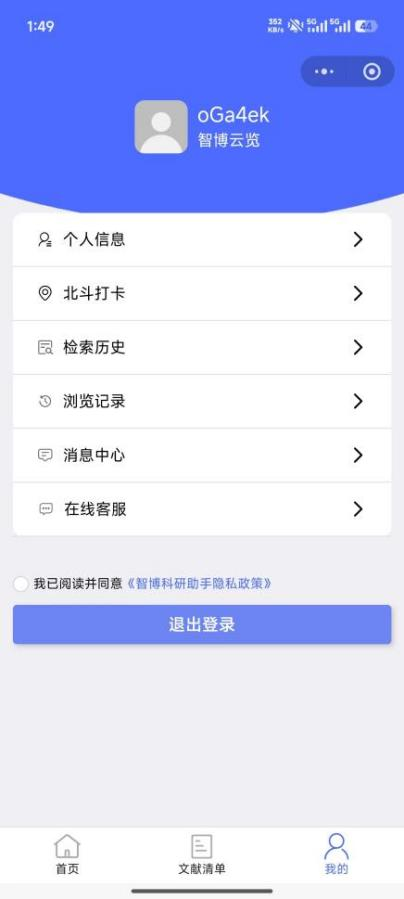 1:49
352
KB/s
5G
5G
44
oGa4ek
智博云览
个人信息
北斗打卡
检索历史
浏览记录
消息中心
在线客服
我已阅读并同意《智博科研助手隐私政策》
退出登录
首页
文献清单
我的